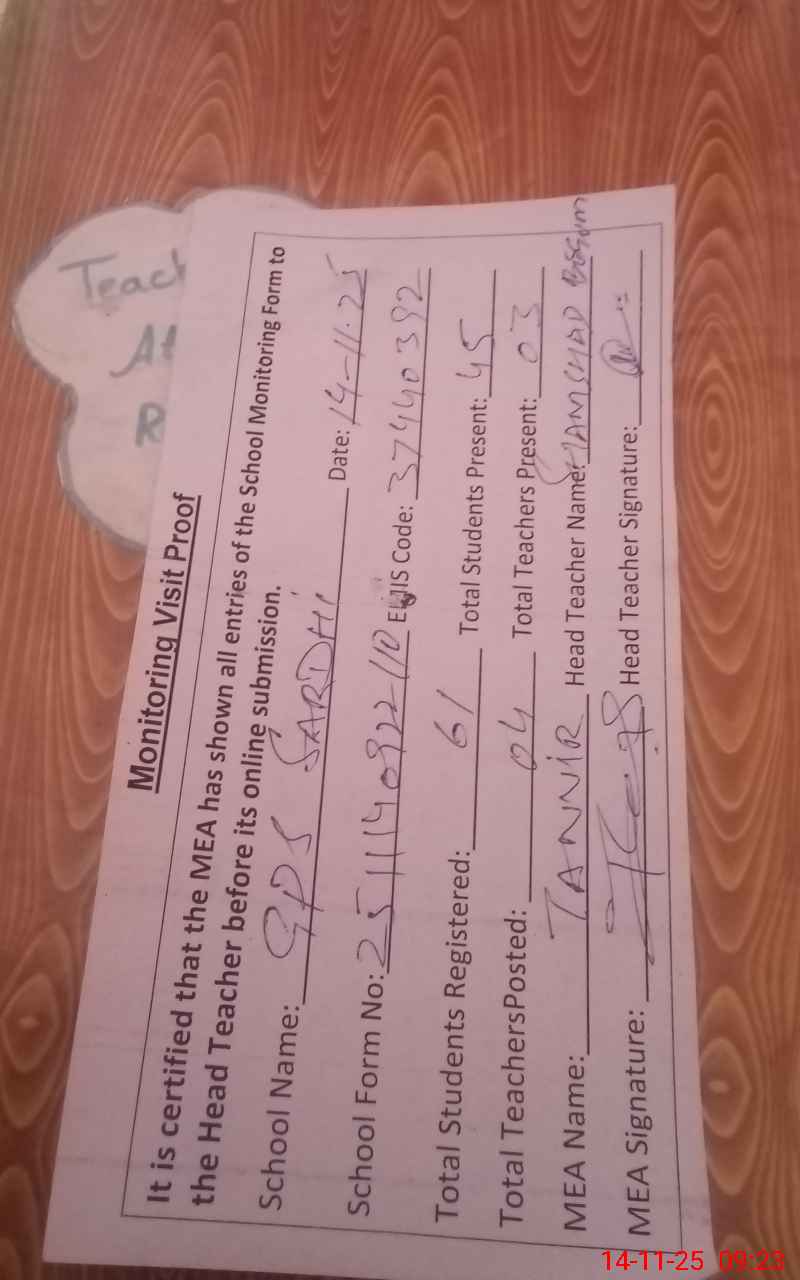 Teach
At
R
Monitoring Visit Proof
It is certified that the MEA has shown all entries of the School Monitoring Form to
the Head Teacher before its online submission.
School Name: GPS SARDHI Date: 14-11-25
School Form No: 251114092240 EMIS Code: 37440392
Total Students Registered: 61 Total Students Present: 45
Total TeachersPosted: 04 Total Teachers Present: 03
MEA Name: TANNIR Head Teacher Name:
MEA Signature: Head Teacher Signature:
14-11-25 09:23